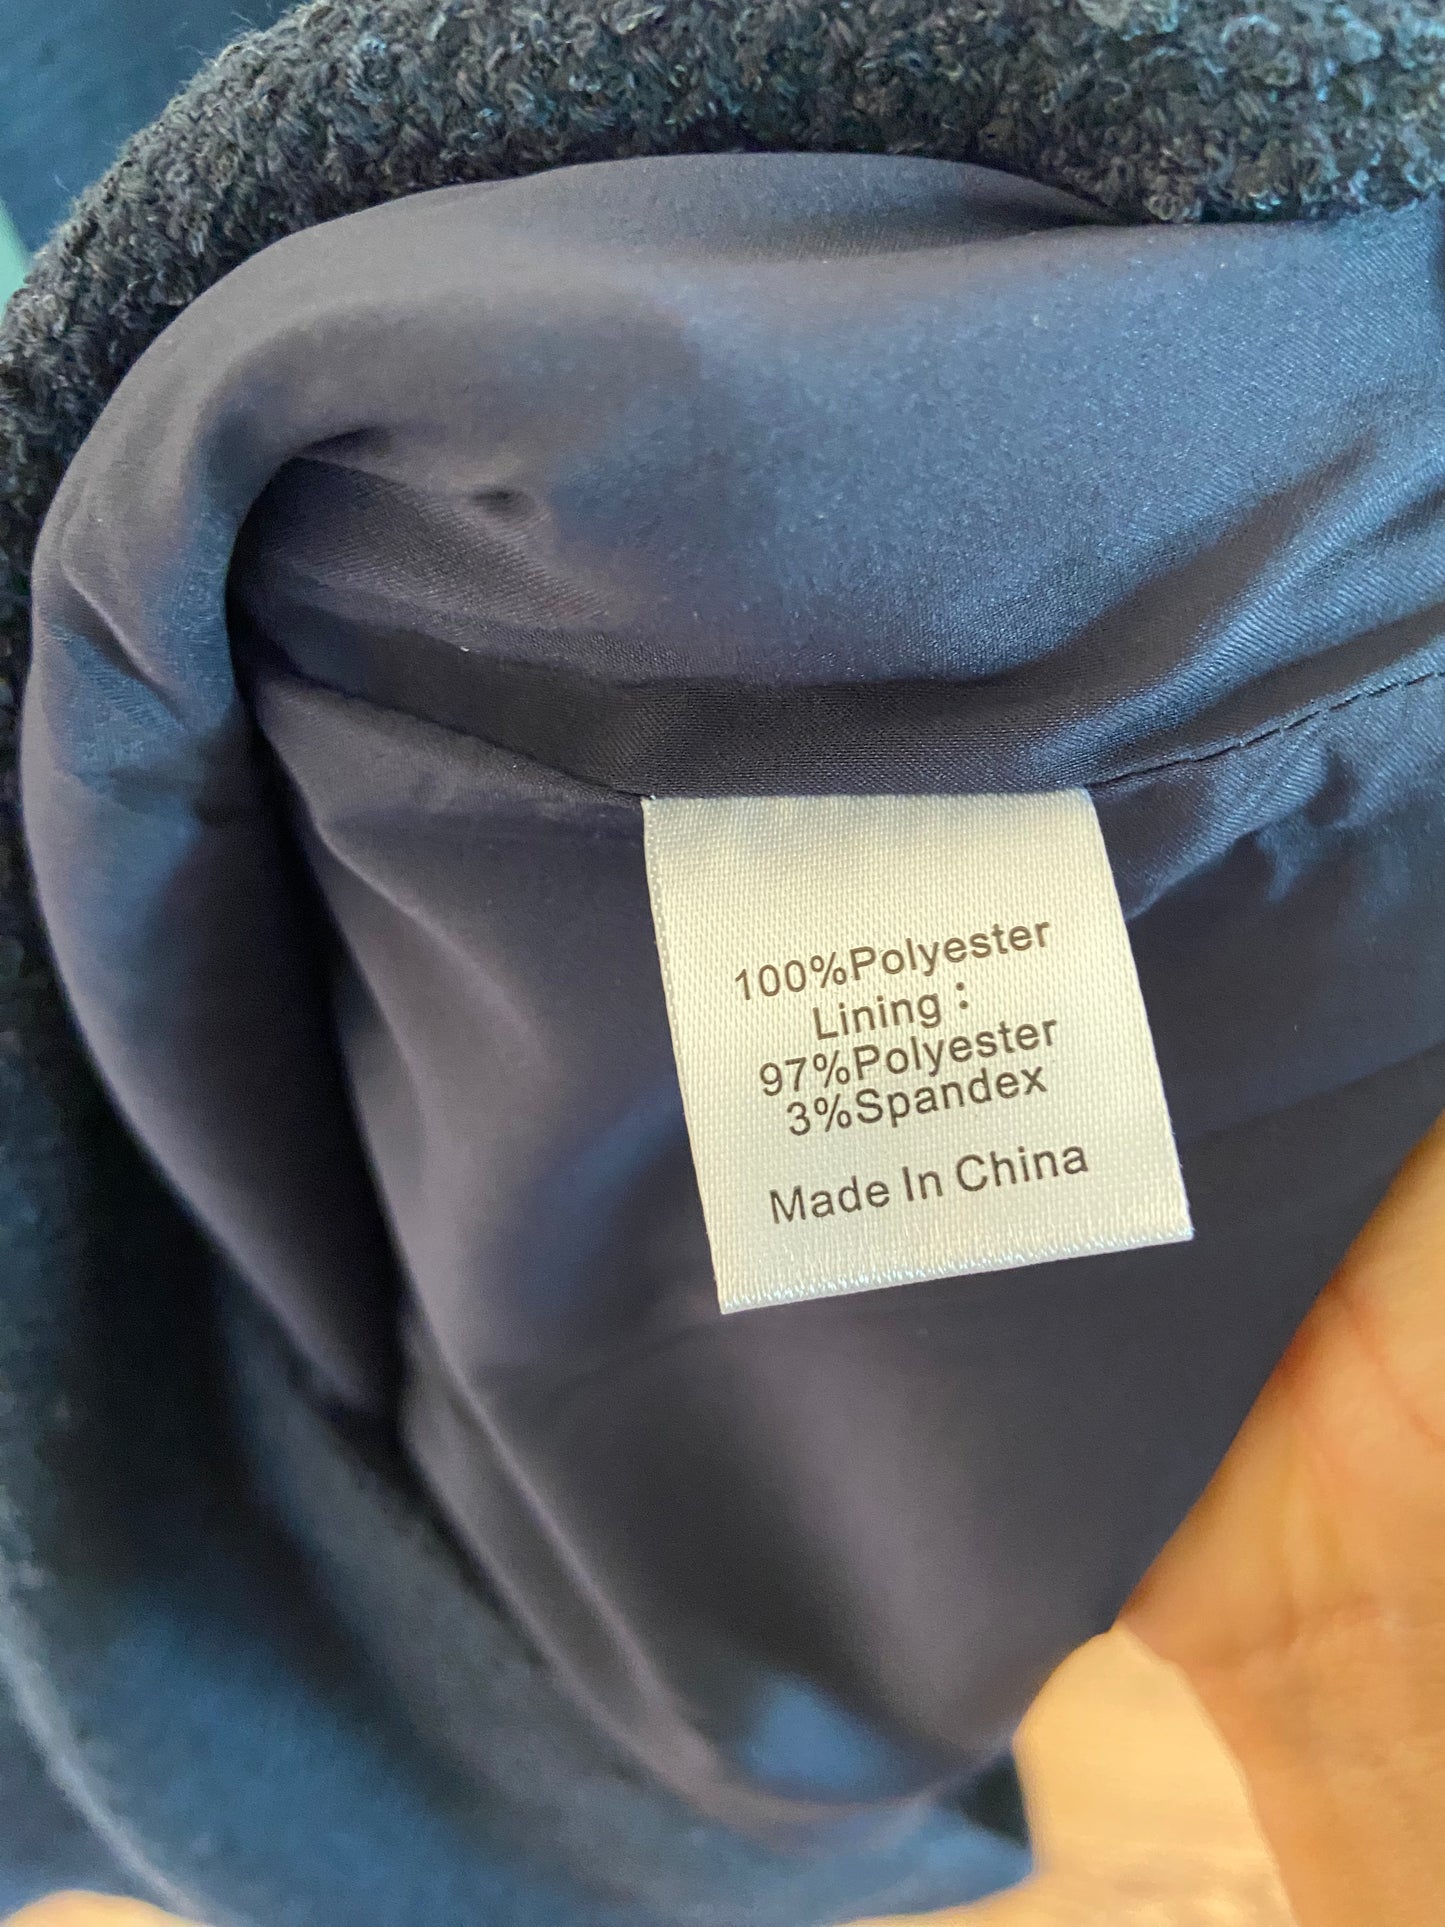 100%Polyester
Lining :
97%Polyester
3%Spandex
Made In China